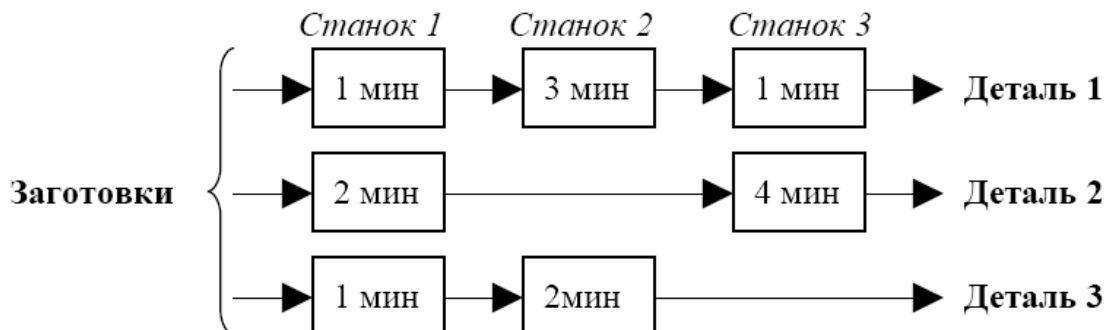 Станок 1 Станок 2 Станок 3
1 мин 3 мин 1 мин Деталь 1
Заготовки 2 мин 4 мин Деталь 2
1 мин 2мин Деталь 3